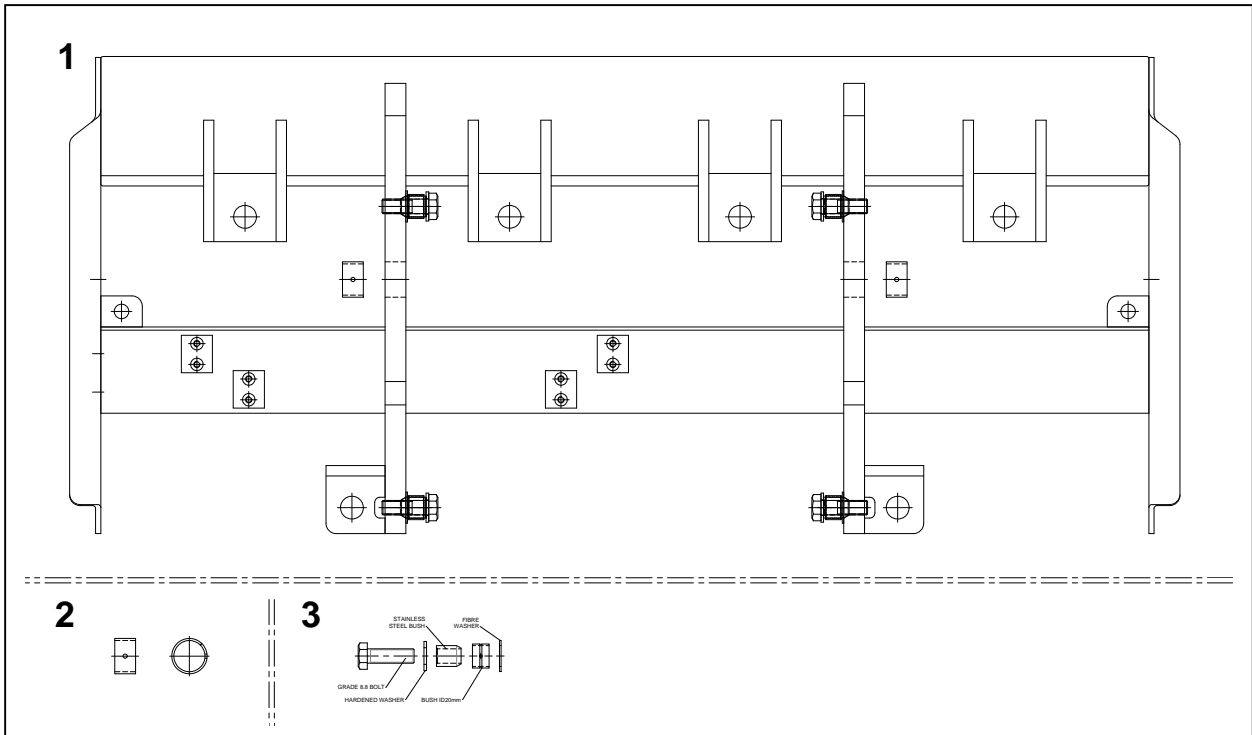 1
2
3
STAINLESS
STEEL BUSH
FIBRE
WASHER
GRADE 8.8 BOLT
HARDENED WASHER
BUSH ID20mm